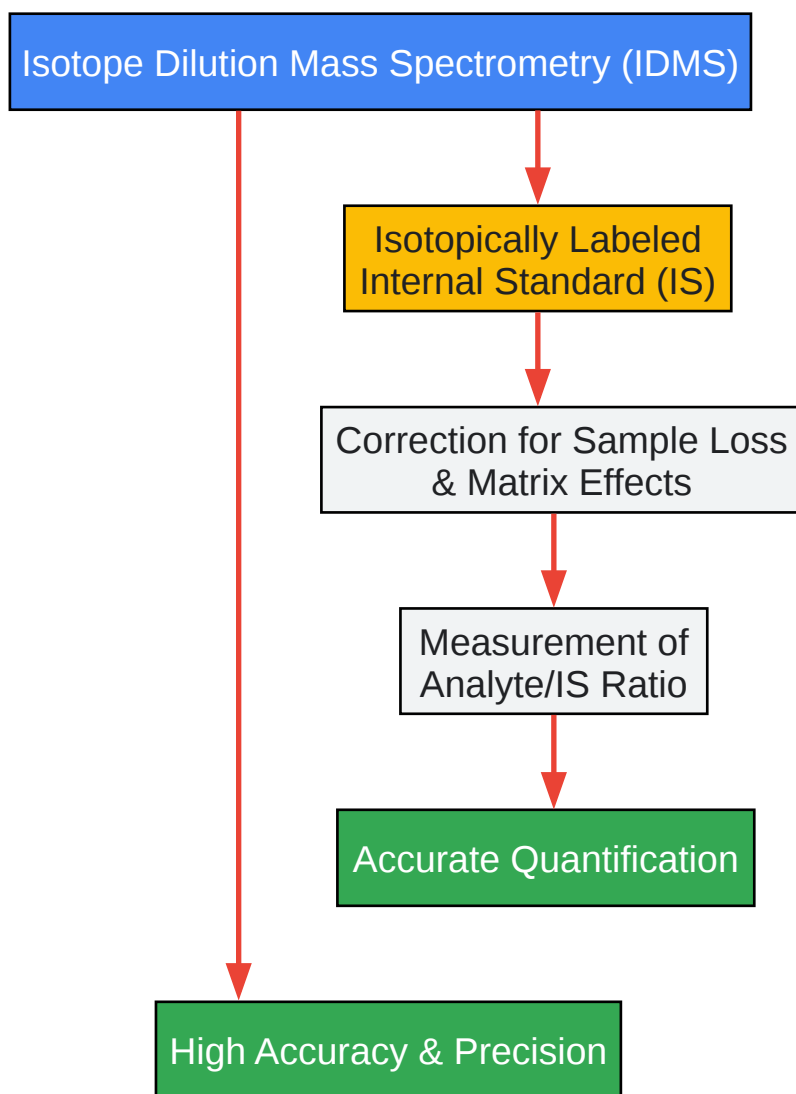 Isotope Dilution Mass Spectrometry (IDMS)
Isotopically Labeled
Internal Standard (IS)
Correction for Sample Loss
& Matrix Effects
Measurement of
Analyte/IS Ratio
Accurate Quantification
High Accuracy & Precision